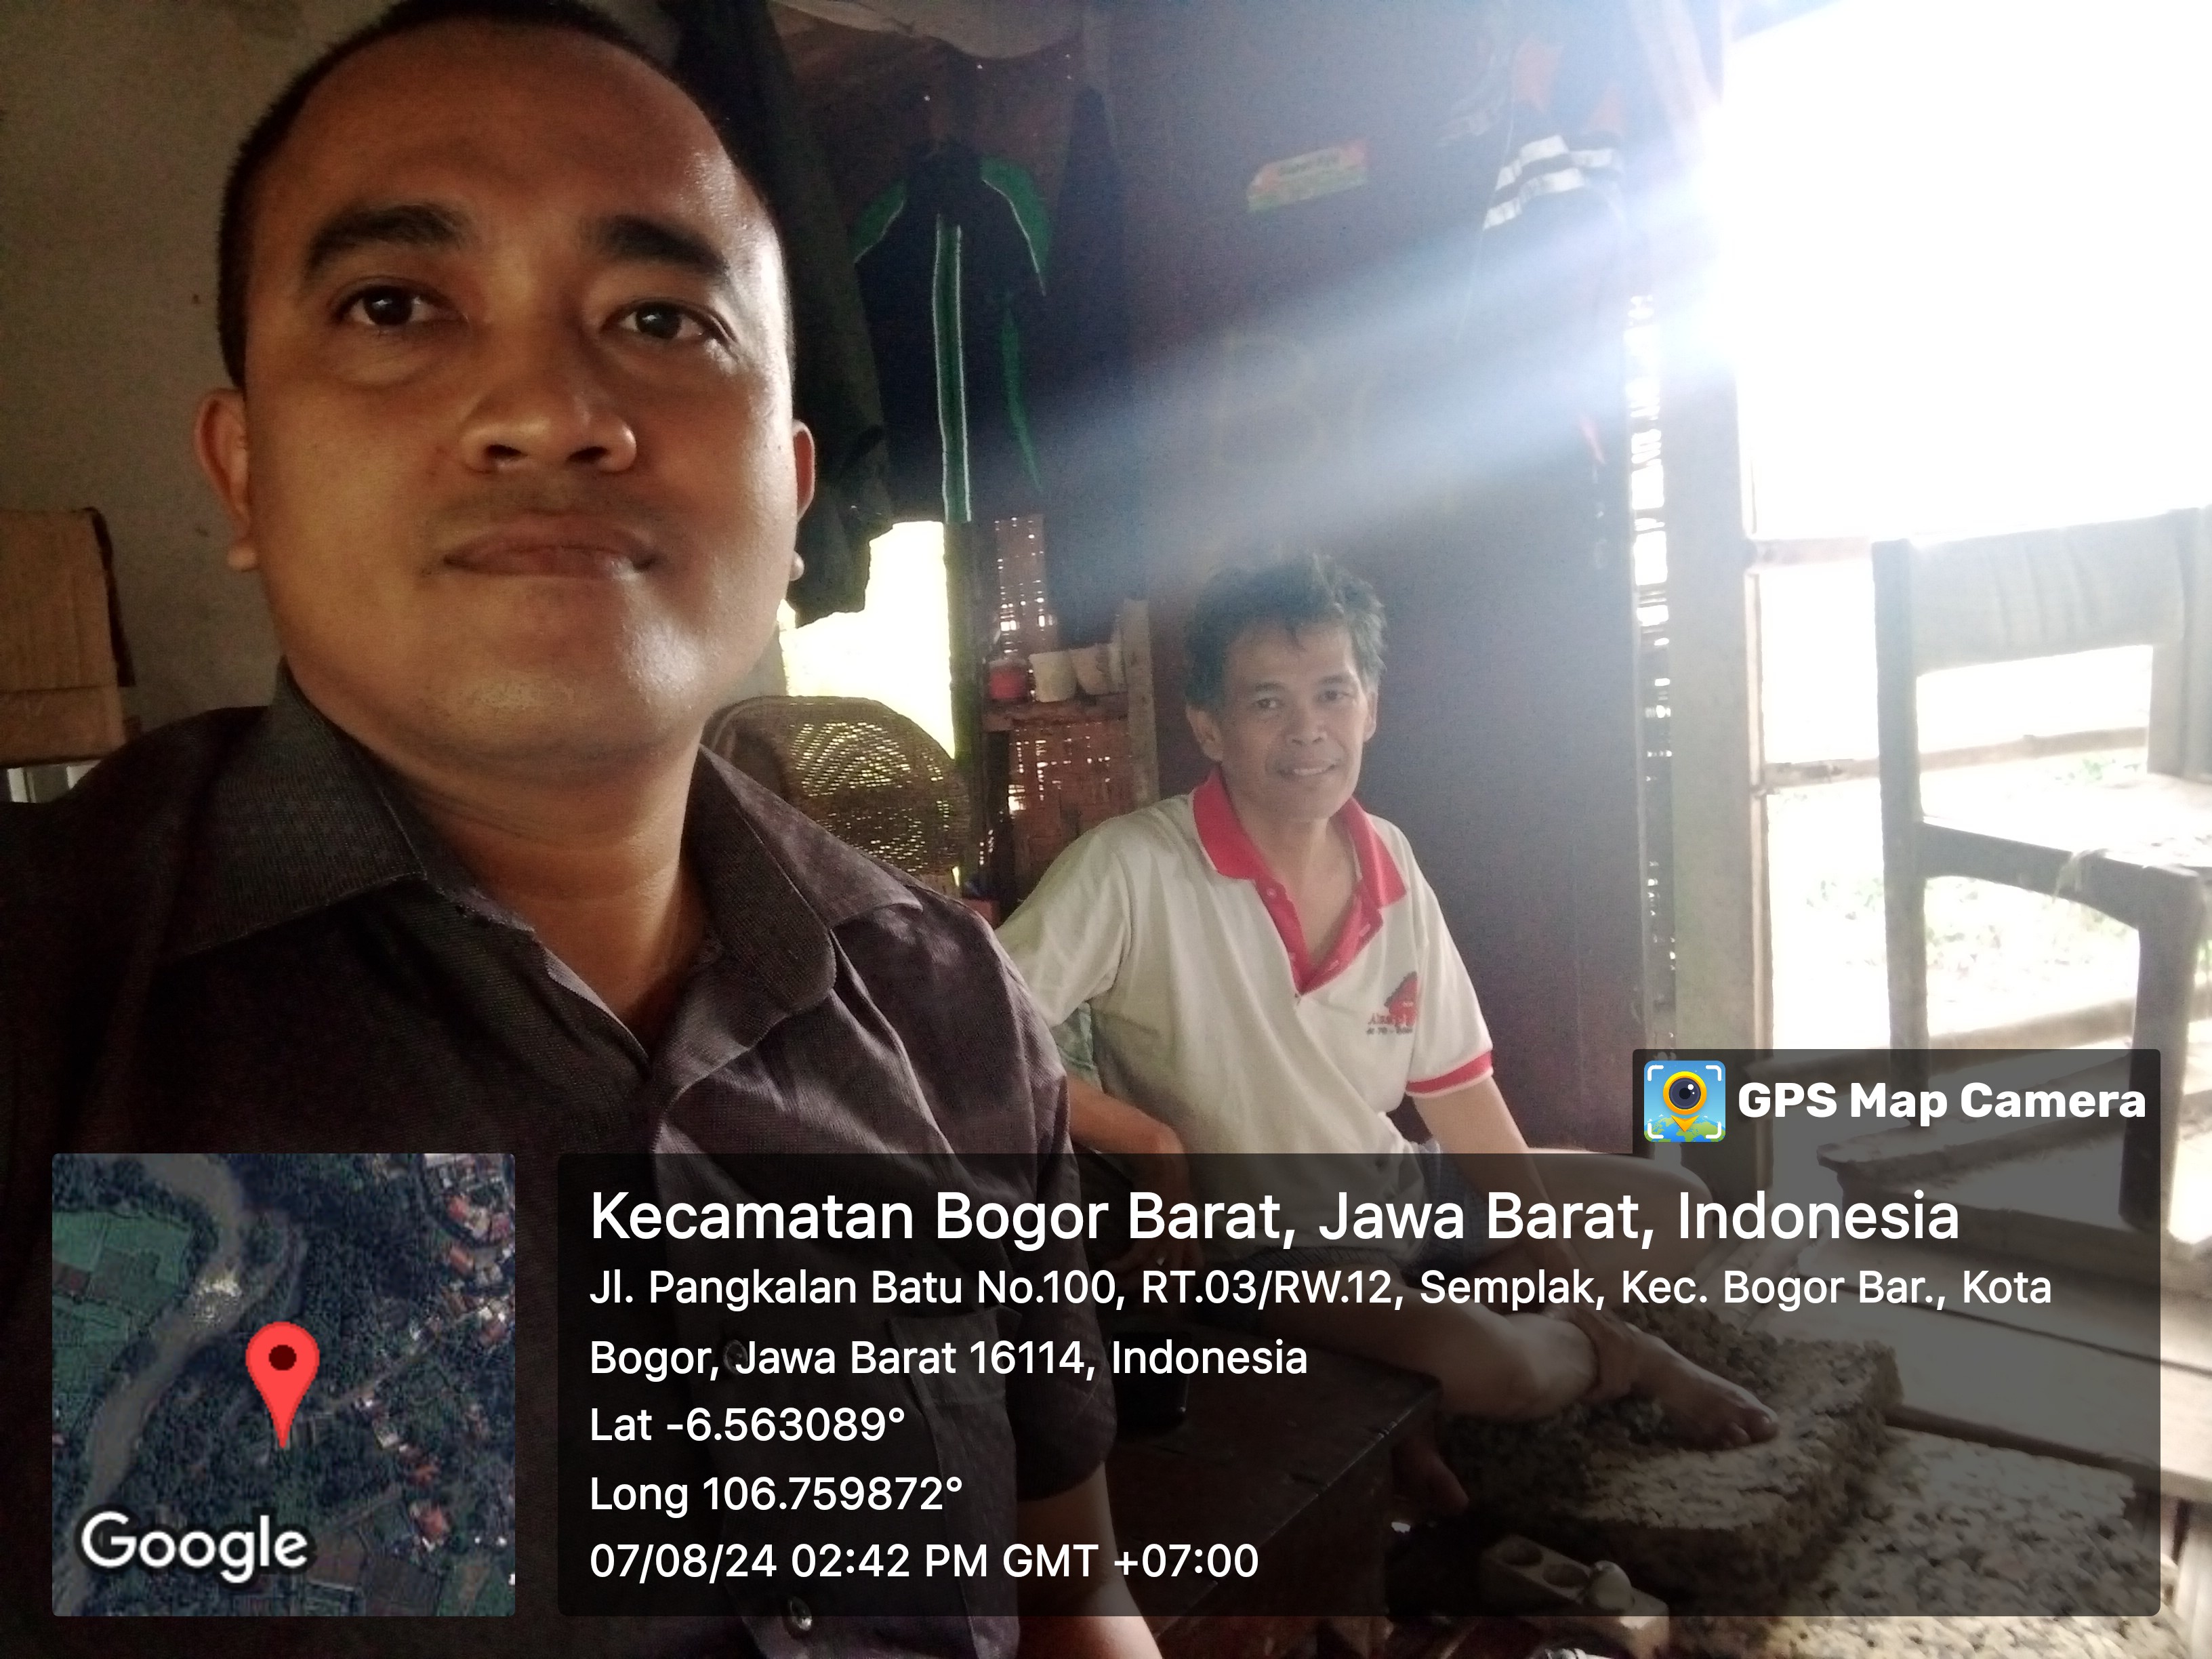 GPS Map Camera
Kecamatan Bogor Barat, Jawa Barat, Indonesia
Jl. Pangkalan Batu No.100, RT.03/RW.12, Semplak, Kec. Bogor Bar., Kota
Bogor, Jawa Barat 16114, Indonesia
Lat -6.563089°
Long 106.759872°
07/08/24 02:42 PM GMT +07:00
Google